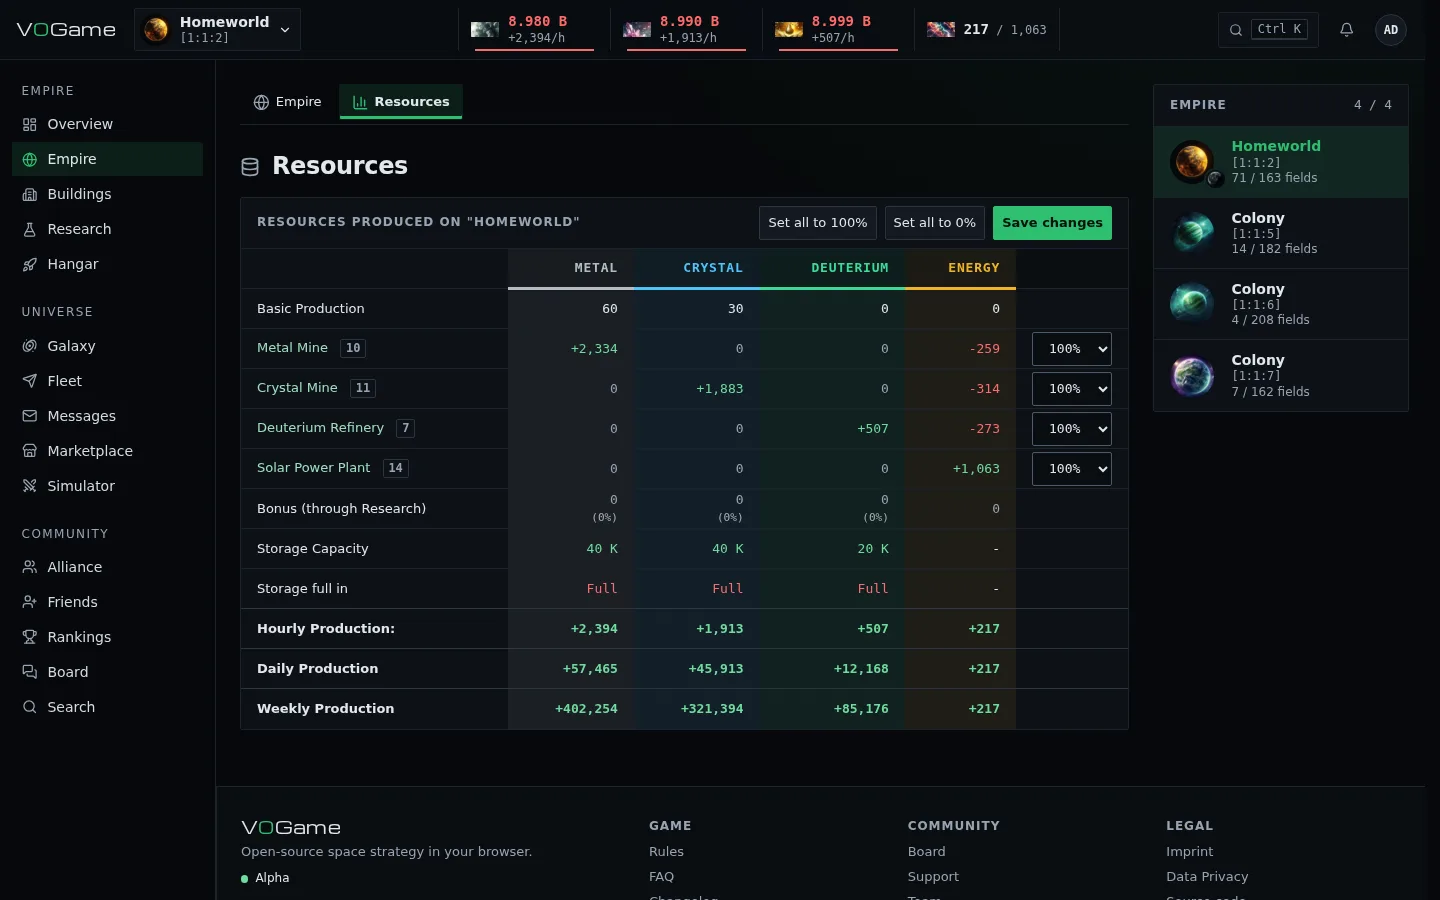 VOGame
Homeworld
[1:1:2]
8.980 B
+2,394/h
8.990 B
+1,913/h
8.999 B
+507/h
217 / 1,063
Ctrl K
AD
EMPIRE
Overview
Empire
Buildings
Research
Hangar
UNIVERSE
Galaxy
Fleet
Messages
Marketplace
Simulator
COMMUNITY
Alliance
Friends
Rankings
Board
Search
Empire Resources
Resources
RESOURCES PRODUCED ON "HOMEWORLD" Set all to 100% Set all to 0% Save changes
METAL CRYSTAL DEUTERIUM ENERGY
Basic Production 60 30 0 0
Metal Mine 10 +2,334 0 0 -259 100%
Crystal Mine 11 0 +1,883 0 -314 100%
Deuterium Refinery 7 0 0 +507 -273 100%
Solar Power Plant 14 0 0 0 +1,063 100%
Bonus (through Research) 0 (0%) 0 (0%) 0 (0%) 0
Storage Capacity 40 K 40 K 20 K -
Storage full in Full Full Full -
Hourly Production: +2,394 +1,913 +507 +217
Daily Production +57,465 +45,913 +12,168 +217
Weekly Production +402,254 +321,394 +85,176 +217
EMPIRE 4 / 4
Homeworld
[1:1:2]
71 / 163 fields
Colony
[1:1:5]
14 / 182 fields
Colony
[1:1:6]
4 / 208 fields
Colony
[1:1:7]
7 / 162 fields
VOGame
Open-source space strategy in your browser.
Alpha
GAME
Rules
FAQ
Changelog
COMMUNITY
Board
Support
Team
LEGAL
Imprint
Data Privacy
Source code